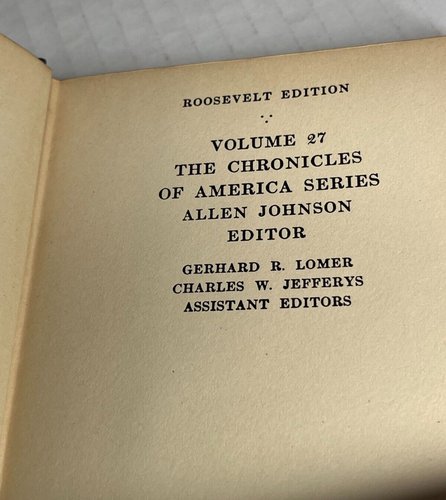 ROOSEVELT EDITION
VOLUME 27
THE CHRONICLES
OF AMERICA SERIES
ALLEN JOHNSON
EDITOR
GERHARD R. LOMER
CHARLES W. JEFFERYS
ASSISTANT EDITORS